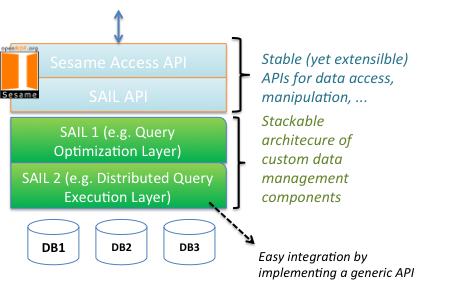 openRDF.org
Sesame
Sesame Access API
SAIL API
SAIL 1 (e.g. Query
Optimization Layer)
SAIL 2 (e.g. Distributed Query
Execution Layer)
DB1
DB2
DB3
Stable (yet extensilble)
APIs for data access,
manipulation, ...
Stackable
architecure of
custom data
management
components
Easy integration by
implementing a generic API